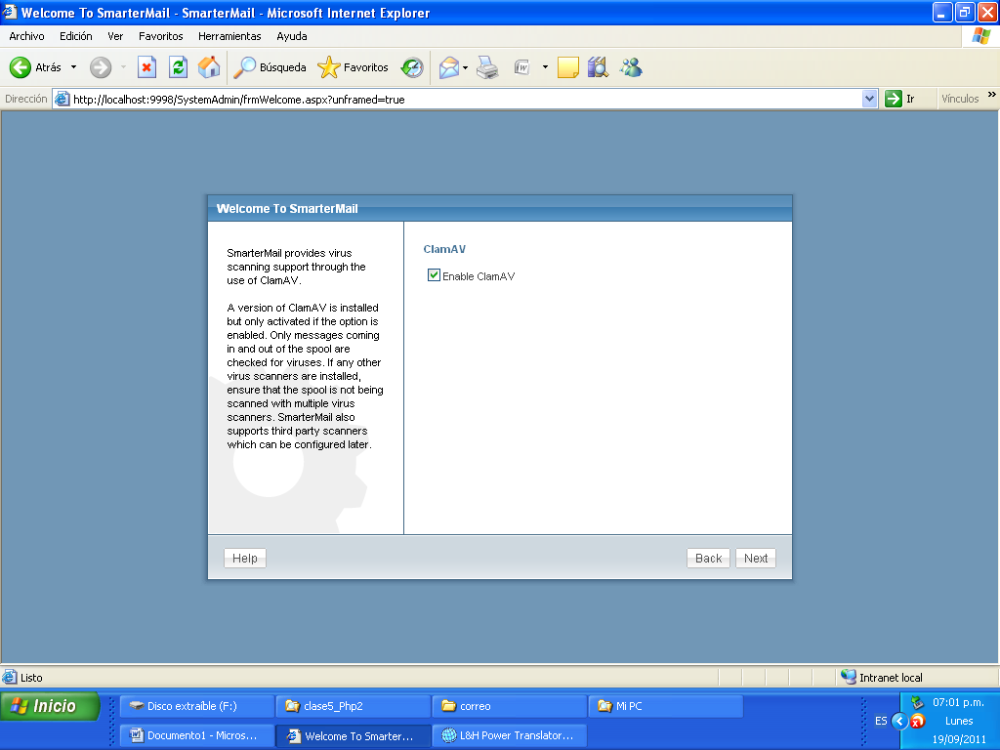 Welcome To SmarterMail - SmarterMail - Microsoft Internet Explorer
Archivo Edición Ver Favoritos Herramientas Ayuda
Atrás Búsqueda Favoritos
Dirección http://localhost:9998/SystemAdmin/frmWelcome.aspx?unframed=true Ir Vínculos »
Welcome To SmarterMail
SmarterMail provides virus
scanning support through the
use of ClamAV.
A version of ClamAV is installed
but only activated if the option is
enabled. Only messages coming
in and out of the spool are
checked for viruses. If any other
virus scanners are installed,
ensure that the spool is not being
scanned with multiple virus
scanners. SmarterMail also
supports third party scanners
which can be configured later.
ClamAV
Enable ClamAV
Help Back Next
Listo Intranet local
Inicio
Disco extraíble (F:) clase5_Php2 correo Mi PC
Documento1 - Micros... Welcome To Smarter... L&H Power Translator...
ES
07:01 p.m.
Lunes
19/09/2011